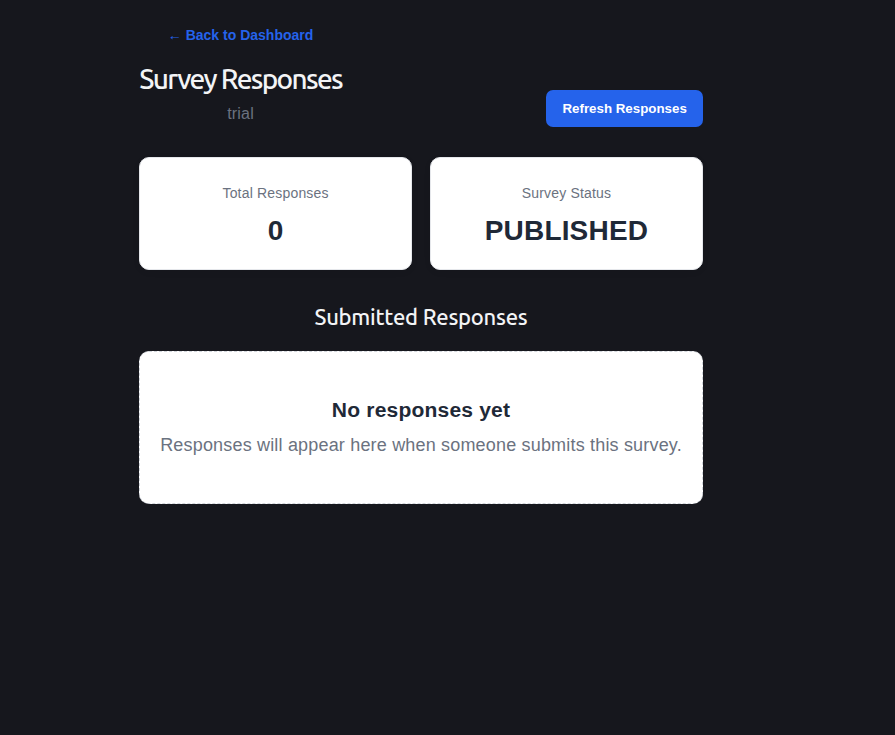 ← Back to Dashboard
Survey Responses
trial
Refresh Responses
Total Responses
0
Survey Status
PUBLISHED
Submitted Responses
No responses yet
Responses will appear here when someone submits this survey.